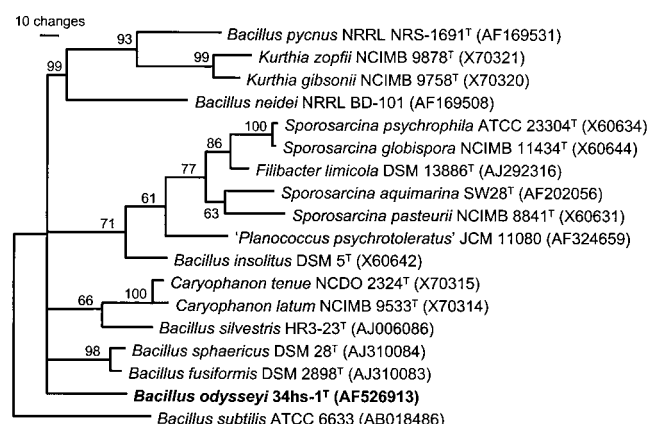 10 changes
93
Bacillus pycnus NRRL NRS-1691ᵀ (AF169531)
99
Kurthia zopfii NCIMB 9878ᵀ (X70321)
99
Kurthia gibsonii NCIMB 9758ᵀ (X70320)
Bacillus neidei NRRL BD-101 (AF169508)
100
Sporosarcina psychrophila ATCC 23304ᵀ (X60634)
86
Sporosarcina globispora NCIMB 11434ᵀ (X60644)
77
Filibacter limicola DSM 13886ᵀ (AJ292316)
61
Sporosarcina aquimarina SW28ᵀ (AF202056)
63
Sporosarcina pasteurii NCIMB 8841ᵀ (X60631)
71
'Planococcus psychrotoleratus' JCM 11080 (AF324659)
Bacillus insolitus DSM 5ᵀ (X60642)
100
Caryophanon tenue NCDO 2324ᵀ (X70315)
66
Caryophanon latum NCIMB 9533ᵀ (X70314)
Bacillus silvestris HR3-23ᵀ (AJ006086)
98
Bacillus sphaericus DSM 28ᵀ (AJ310084)
Bacillus fusiformis DSM 2898ᵀ (AJ310083)
Bacillus odysseyi 34hs-1ᵀ (AF526913)
Bacillus subtilis ATCC 6633 (AB018486)